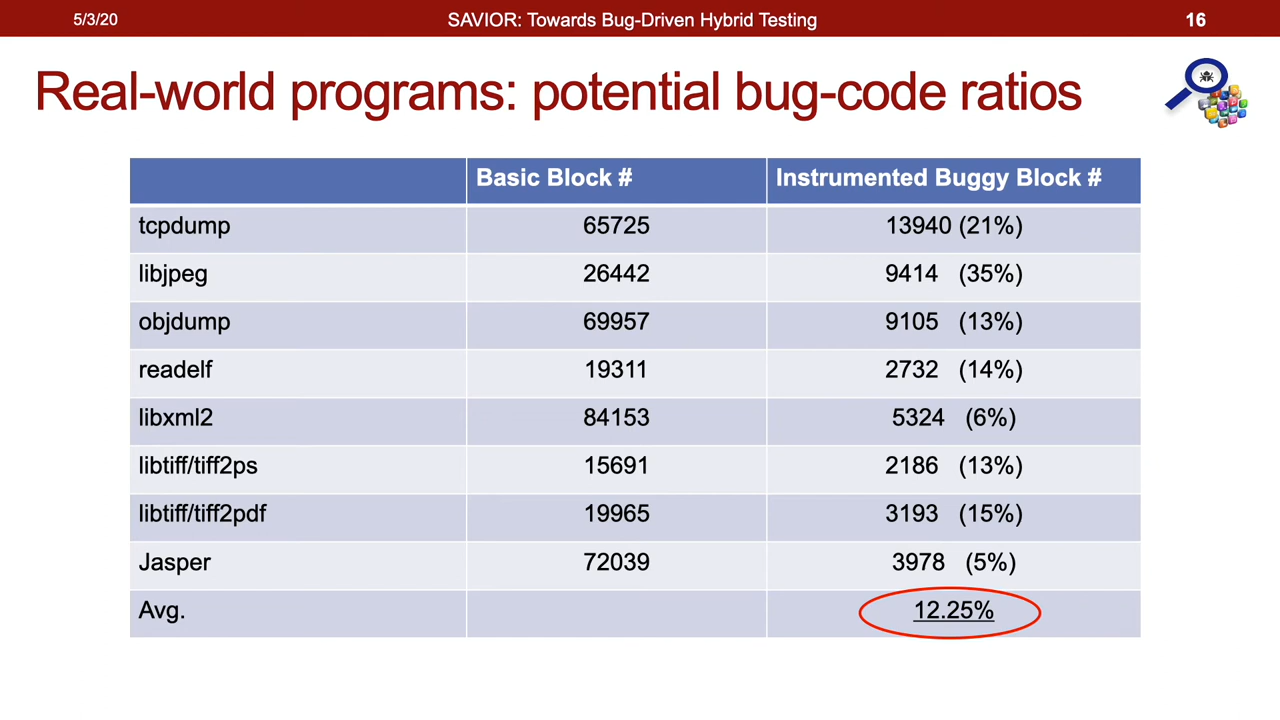 5/3/20 SAVIOR: Towards Bug-Driven Hybrid Testing 16
Real-world programs: potential bug-code ratios
Basic Block # Instrumented Buggy Block #
tcpdump 65725 13940 (21%)
libjpeg 26442 9414 (35%)
objdump 69957 9105 (13%)
readelf 19311 2732 (14%)
libxml2 84153 5324 (6%)
libtiff/tiff2ps 15691 2186 (13%)
libtiff/tiff2pdf 19965 3193 (15%)
Jasper 72039 3978 (5%)
Avg. 12.25%